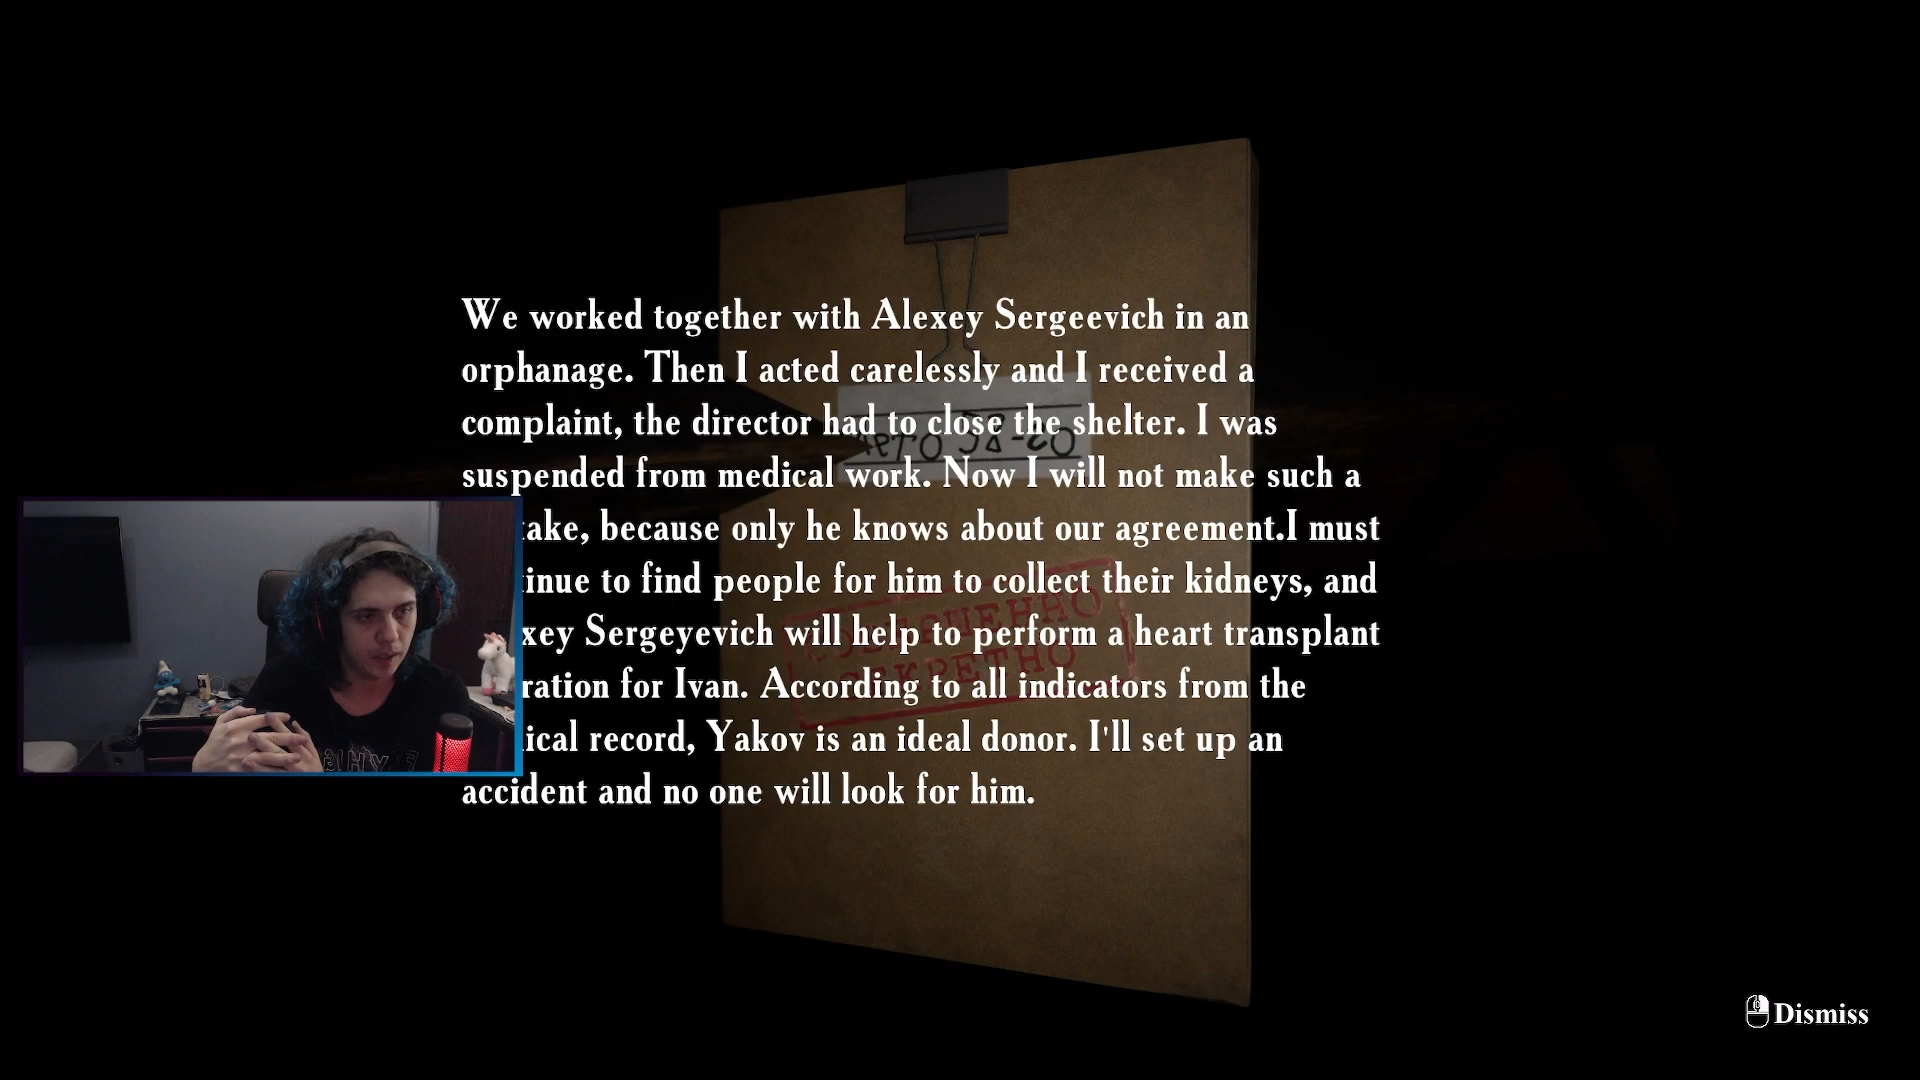 We worked together with Alexey Sergeevich in an
orphanage. Then I acted carelessly and I received a
complaint, the director had to close the shelter. I was
suspended from medical work. Now I will not make such a
take, because only he knows about our agreement.I must
tinue to find people for him to collect their kidneys, and
xey Sergeyevich will help to perform a heart transplant
ration for Ivan. According to all indicators from the
ical record, Yakov is an ideal donor. I'll set up an
accident and no one will look for him.
СОВЕРШЕННО
СЕКРЕТНО
Dismiss